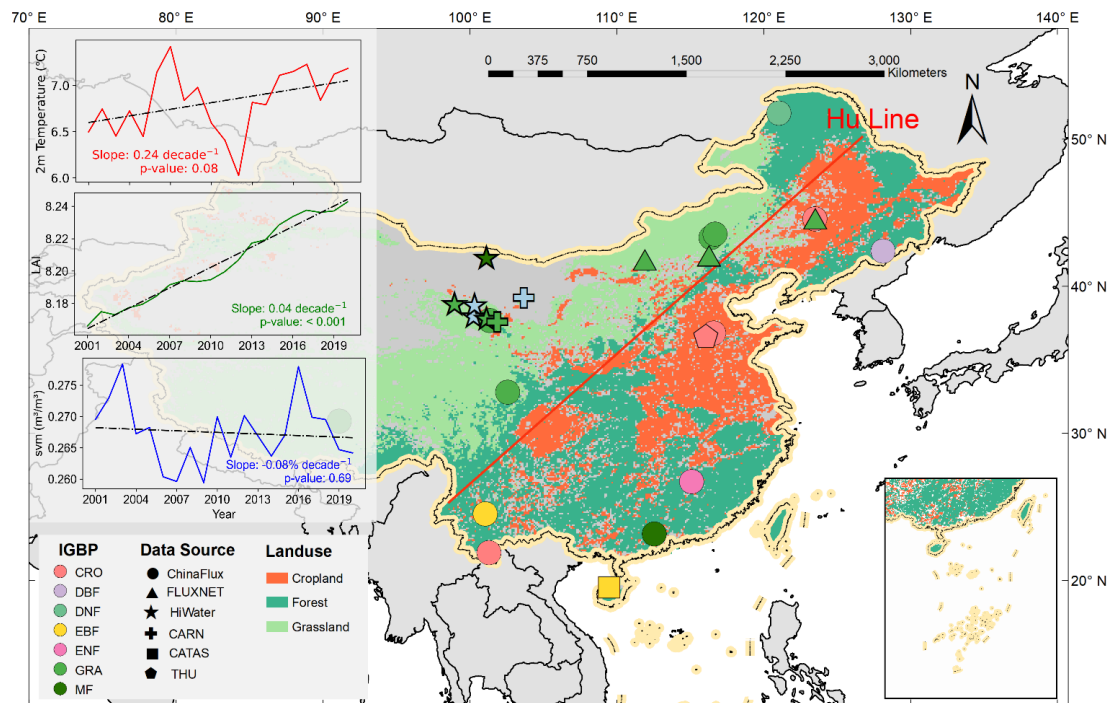 70° E
80° E
90° E
100° E
110° E
120° E
130° E
140° E
0
375
750
1,500
2,250
3,000
Kilometers
N
Hu Line
50° N
40° N
30° N
20° N
2m Temperature (°C)
7.0
6.5
6.0
Slope: 0.24 decade⁻¹
p-value: 0.08
LAI
8.24
8.22
8.20
8.18
Slope: 0.04 decade⁻¹
p-value: < 0.001
2001
2004
2007
2010
2013
2016
2019
svm (m³/m³)
0.275
0.270
0.265
0.260
Slope: -0.08% decade⁻¹
p-value: 0.69
2001
2004
2007
2010
2013
2016
2019
Year
IGBP
CRO
DBF
DNF
EBF
ENF
GRA
MF
Data Source
ChinaFlux
FLUXNET
HiWater
CARN
CATAS
THU
Landuse
Cropland
Forest
Grassland